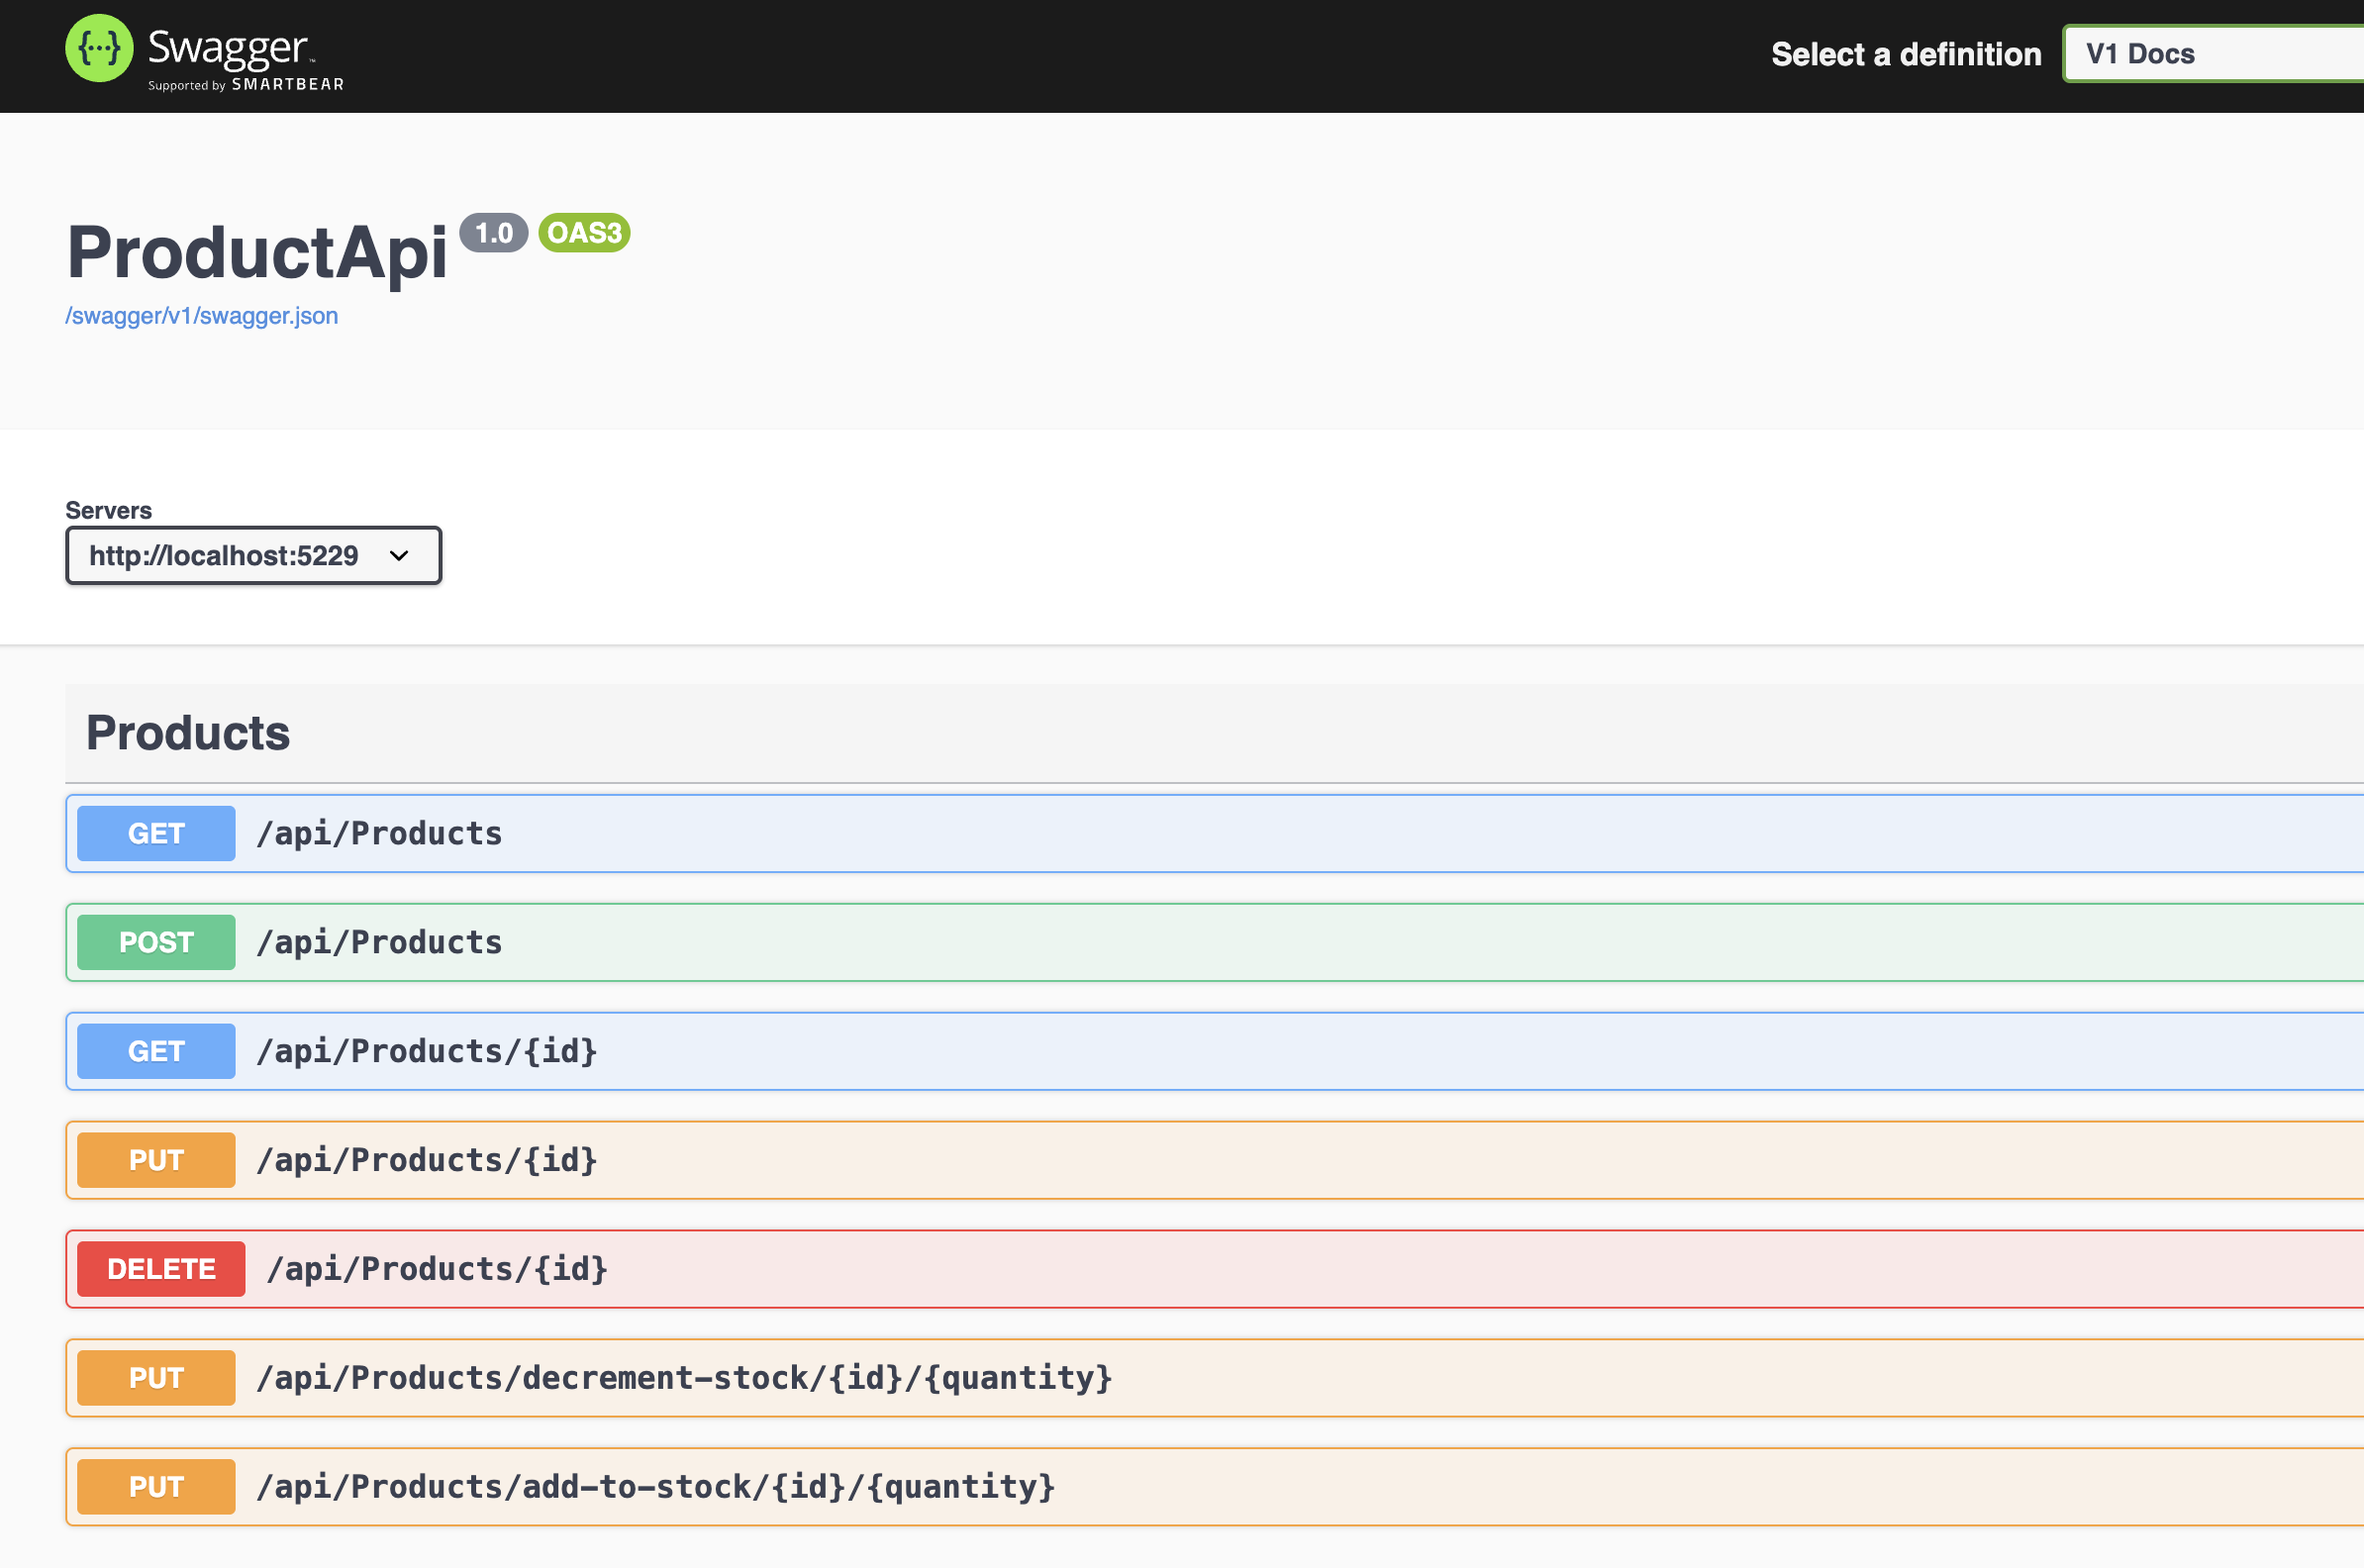 {···} Swagger™
Supported by SMARTBEAR
Select a definition
V1 Docs
ProductApi 1.0 OAS3
/swagger/v1/swagger.json
Servers
http://localhost:5229
Products
GET /api/Products
POST /api/Products
GET /api/Products/{id}
PUT /api/Products/{id}
DELETE /api/Products/{id}
PUT /api/Products/decrement-stock/{id}/{quantity}
PUT /api/Products/add-to-stock/{id}/{quantity}